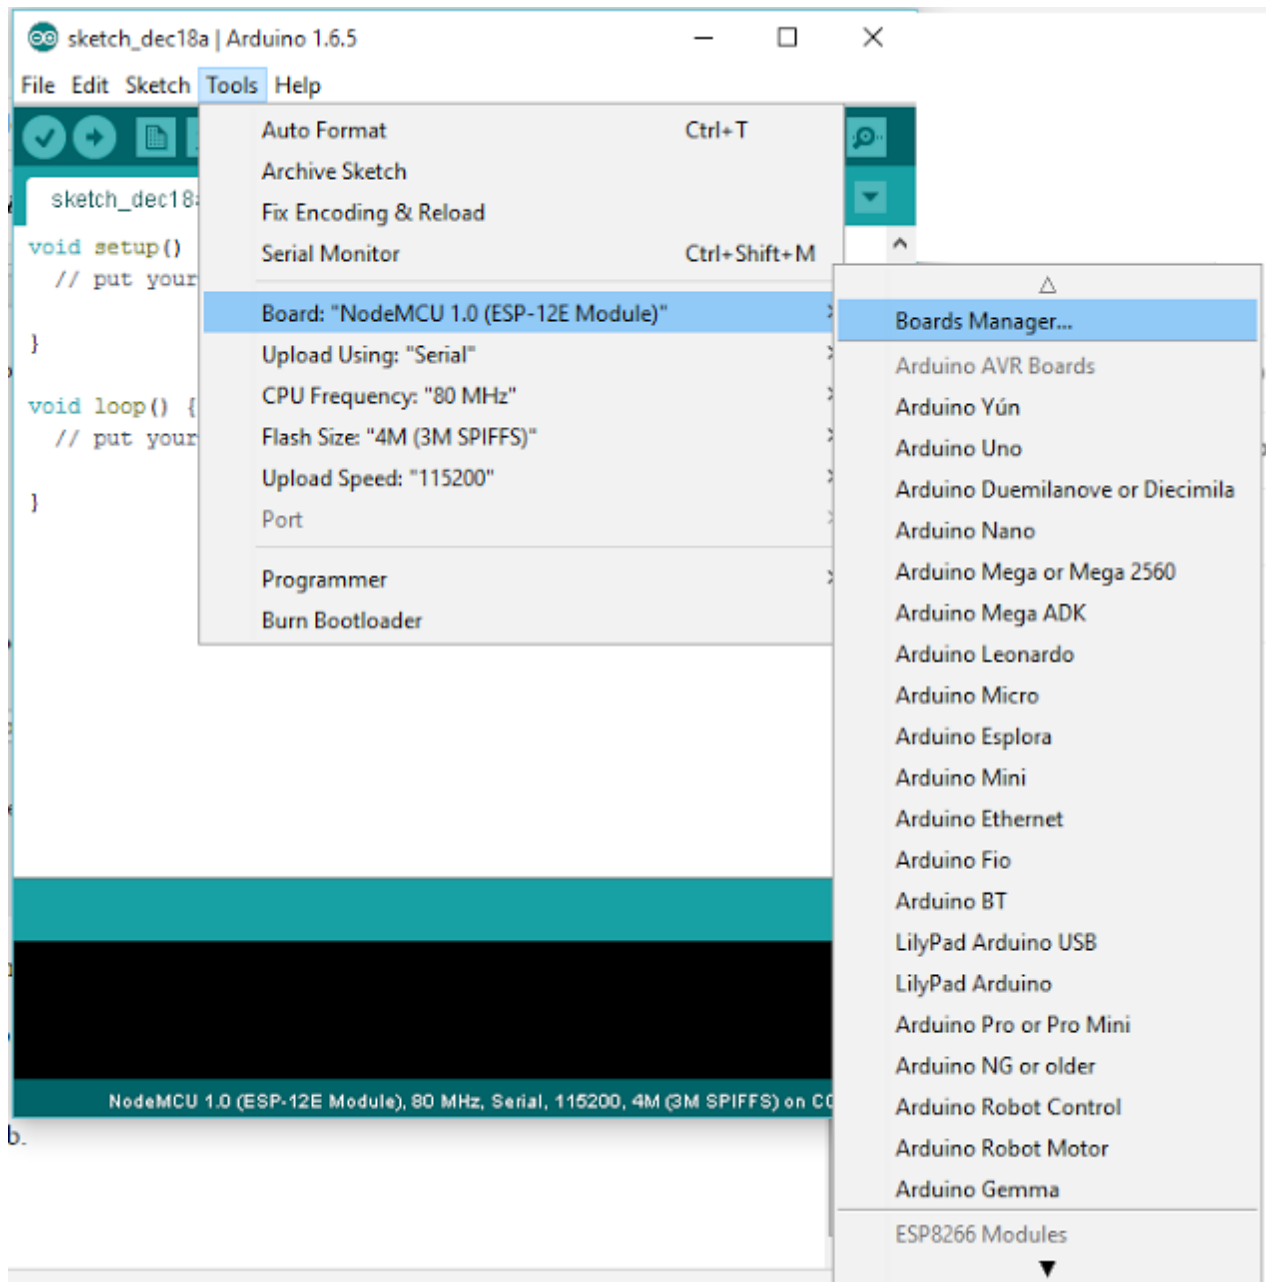 sketch_dec18a | Arduino 1.6.5
File Edit Sketch Tools Help
sketch_dec18a
void setup()
// put your
}
void loop() {
// put your
}
Auto Format Ctrl+T
Archive Sketch
Fix Encoding & Reload
Serial Monitor Ctrl+Shift+M
Board: "NodeMCU 1.0 (ESP-12E Module)"
Upload Using: "Serial"
CPU Frequency: "80 MHz"
Flash Size: "4M (3M SPIFFS)"
Upload Speed: "115200"
Port
Programmer
Burn Bootloader
Boards Manager...
Arduino AVR Boards
Arduino Yún
Arduino Uno
Arduino Duemilanove or Diecimila
Arduino Nano
Arduino Mega or Mega 2560
Arduino Mega ADK
Arduino Leonardo
Arduino Micro
Arduino Esplora
Arduino Mini
Arduino Ethernet
Arduino Fio
Arduino BT
LilyPad Arduino USB
LilyPad Arduino
Arduino Pro or Pro Mini
Arduino NG or older
Arduino Robot Control
Arduino Robot Motor
Arduino Gemma
ESP8266 Modules
NodeMCU 1.0 (ESP-12E Module), 80 MHz, Serial, 115200, 4M (3M SPIFFS) on CO
b.